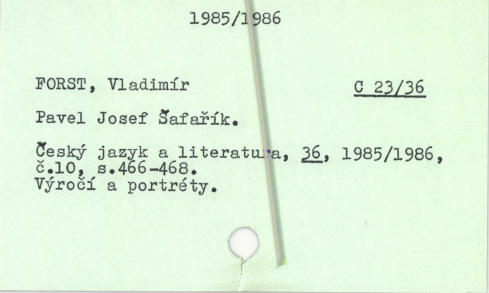 1985/1986
FORST, Vladimír C 23/36
Pavel Josef Šafařík.
Český jazyk a literatura, 36, 1985/1986,
č.10, s.466-468.
Výročí a portréty.